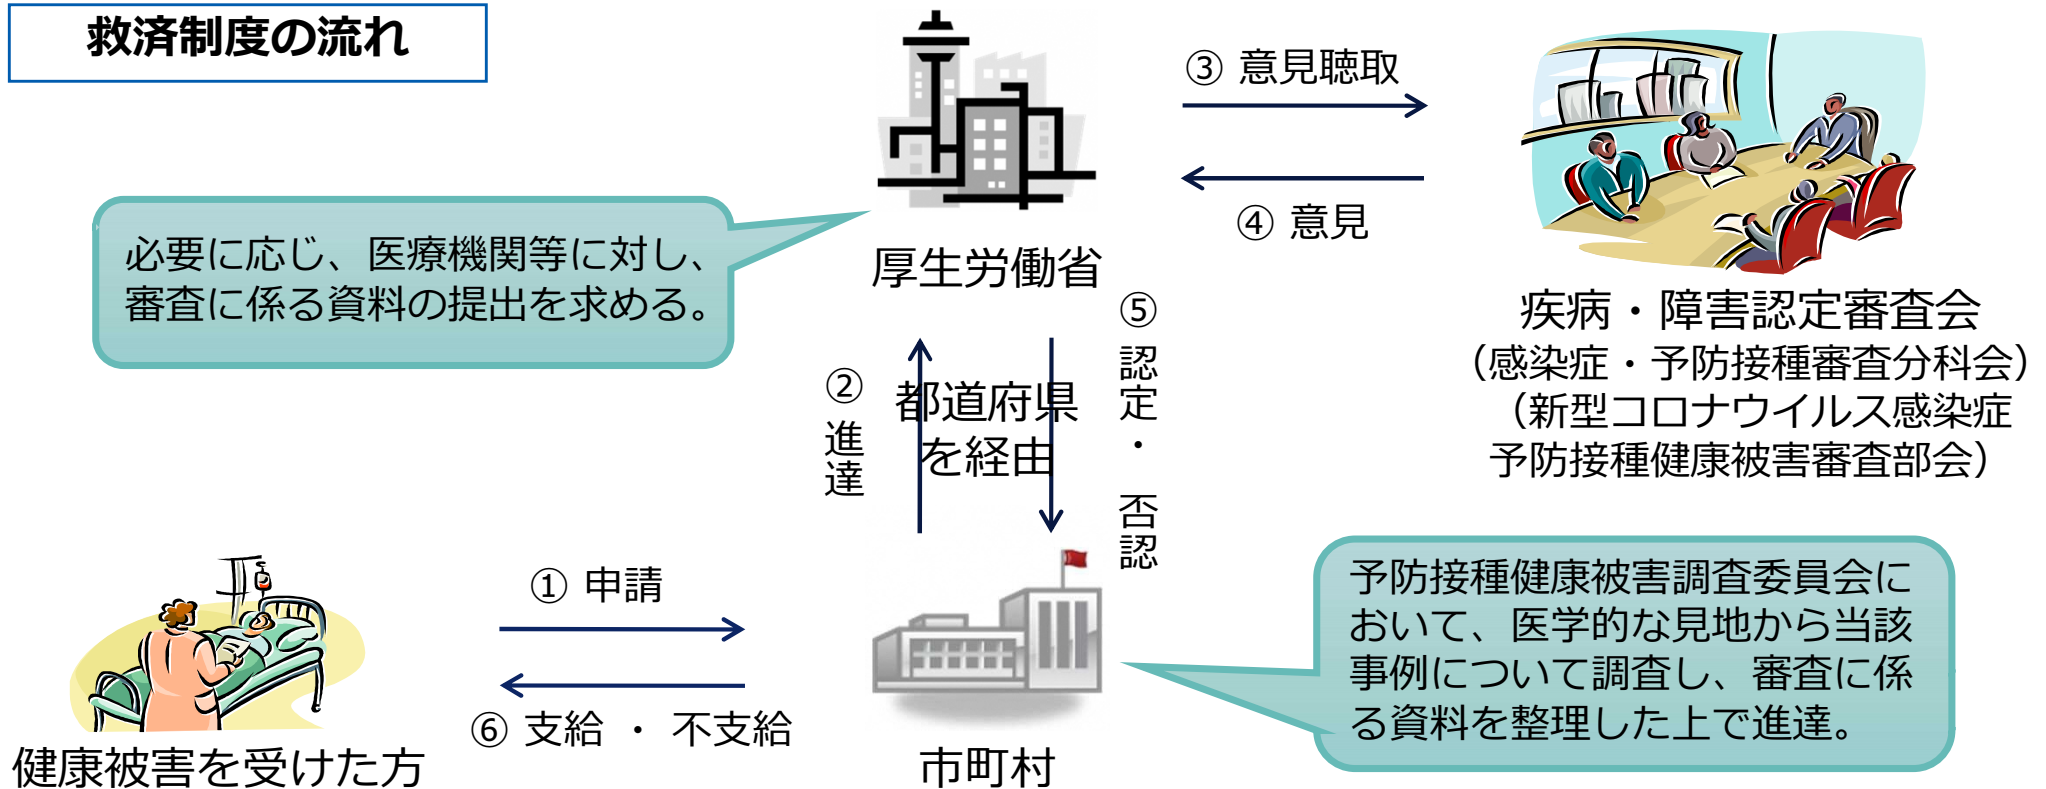 救済制度の流れ
③ 意見聴取
④ 意見
厚生労働省
必要に応じ、医療機関等に対し、
審査に係る資料の提出を求める。
疾病・障害認定審査会
（感染症・予防接種審査分科会）
（新型コロナウイルス感染症
予防接種健康被害審査部会）
② 進達
都道府県
を経由
⑤ 認定・ 否認
① 申請
⑥ 支給 ・ 不支給
健康被害を受けた方
市町村
予防接種健康被害調査委員会に
おいて、医学的な見地から当該
事例について調査し、審査に係
る資料を整理した上で進達。